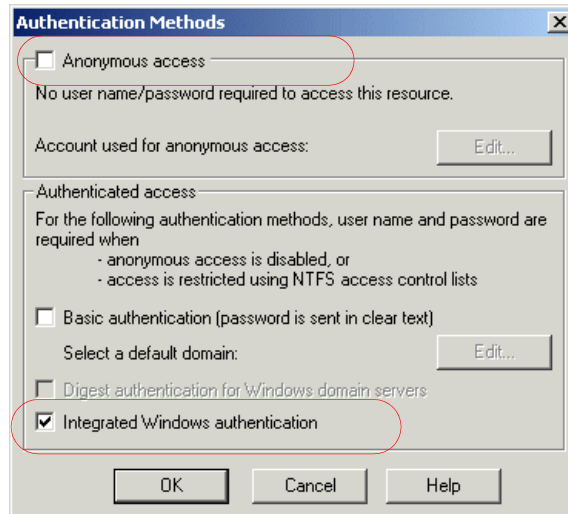 Authentication Methods
Anonymous access
No user name/password required to access this resource.
Account used for anonymous access:
Edit...
Authenticated access
For the following authentication methods, user name and password are
required when
- anonymous access is disabled, or
- access is restricted using NTFS access control lists
Basic authentication (password is sent in clear text)
Select a default domain:
Edit...
Digest authentication for Windows domain servers
Integrated Windows authentication
OK
Cancel
Help